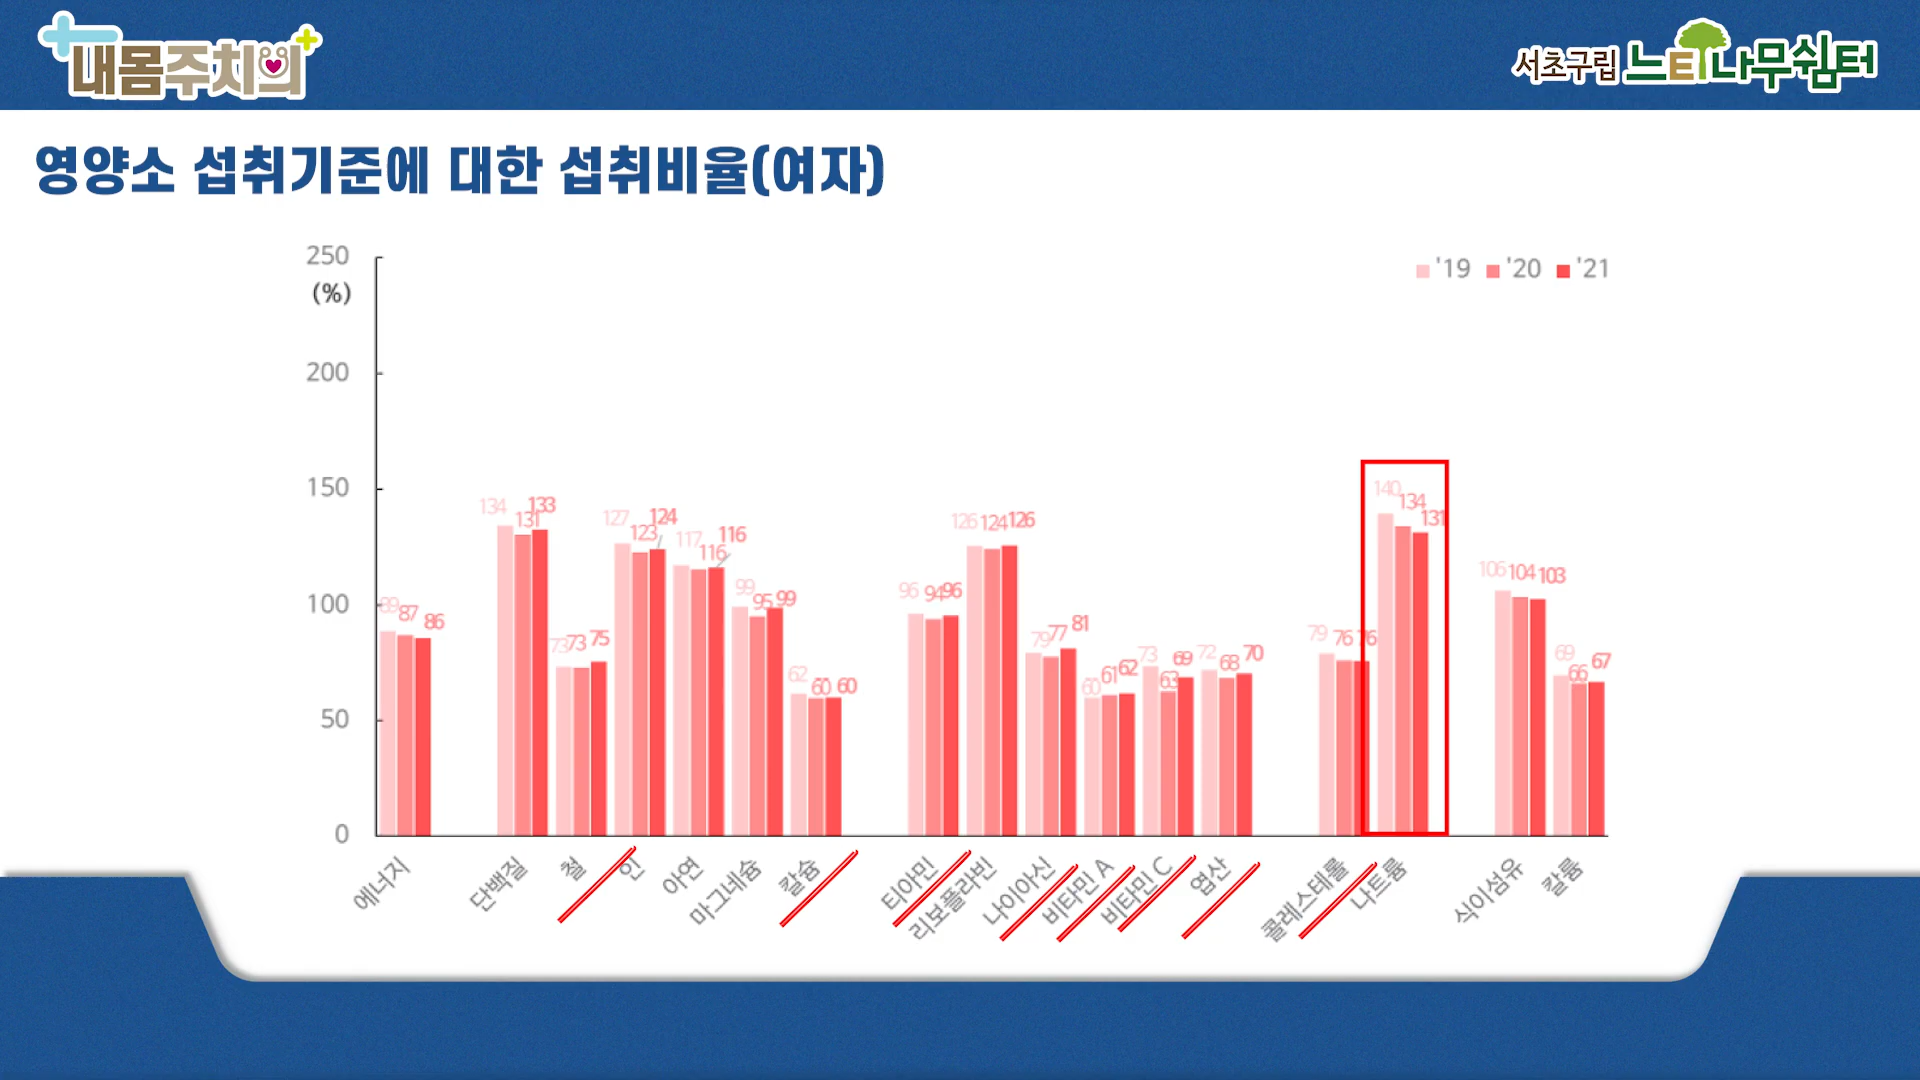 내몸주치의
서초구립 느티나무쉼터
영양소 섭취기준에 대한 섭취비율(여자)
250
(%)
200
150
100
50
0
'19 '20 '21
89 87 86
134 131 133
73 73 75
127 123 124
117 116 116
99 95 99
62 60 60
96 94 96
126 124 126
79 77 81
60 61 62
73 63 69
72 68 70
79 76 76
140 134 131
106 104 103
69 66 67
에너지
단백질
철
인
아연
마그네슘
칼슘
티아민
리보플라빈
나이아신
비타민 A
비타민 C
엽산
콜레스테롤
나트륨
식이섬유
칼륨